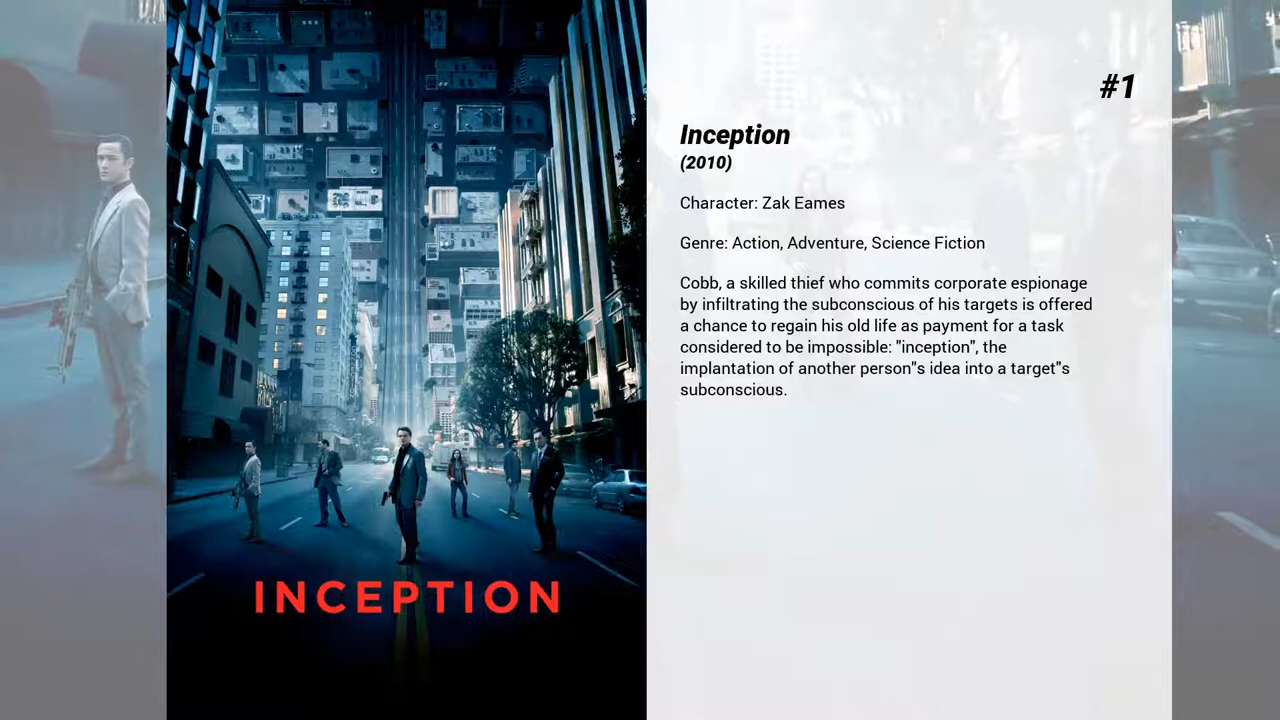 #1
Inception
(2010)
Character: Zak Eames
Genre: Action, Adventure, Science Fiction
Cobb, a skilled thief who commits corporate espionage
by infiltrating the subconscious of his targets is offered
a chance to regain his old life as payment for a task
considered to be impossible: "inception", the
implantation of another person"s idea into a target"s
subconscious.
INCEPTION